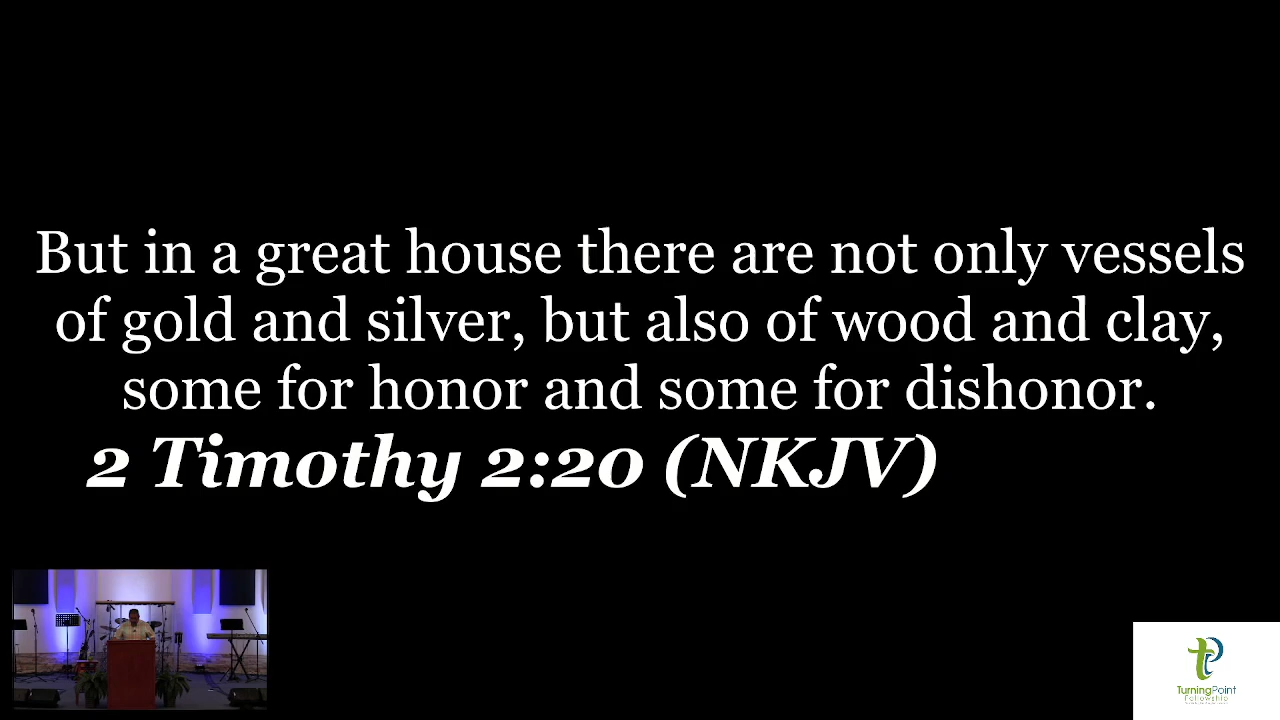 But in a great house there are not only vessels
of gold and silver, but also of wood and clay,
some for honor and some for dishonor.
2 Timothy 2:20 (NKJV)
TurningPoint
Fellowship